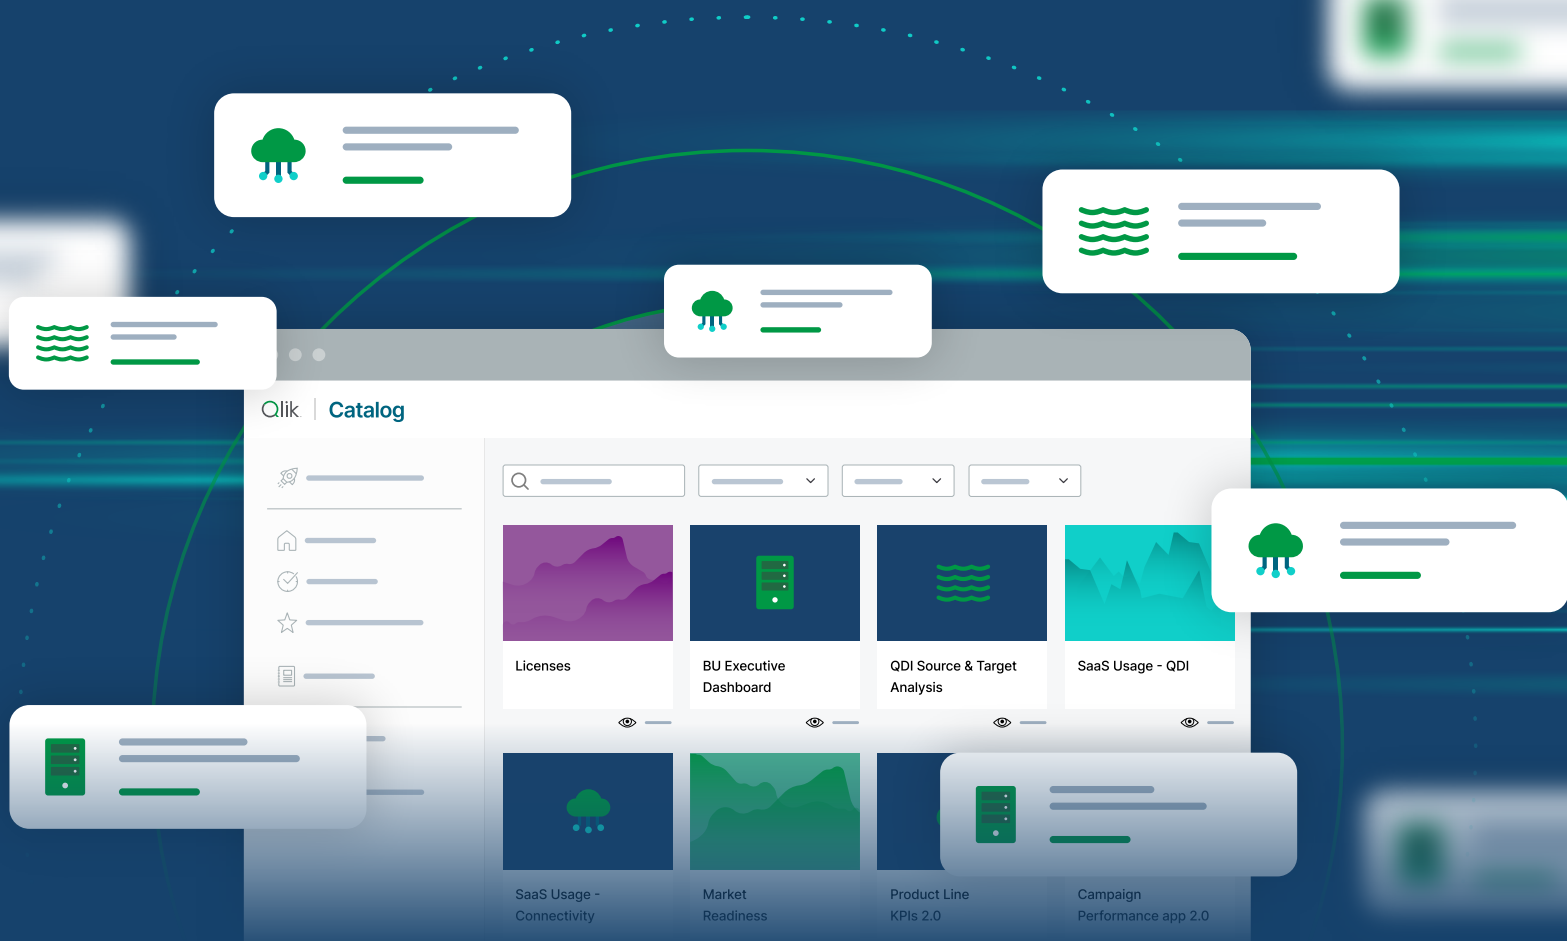 Qlik Catalog
Licenses
BU Executive
Dashboard
QDI Source & Target
Analysis
SaaS Usage - QDI
SaaS Usage -
Connectivity
Market
Readiness
Product Line
KPIs 2.0
Campaign
Performance app 2.0